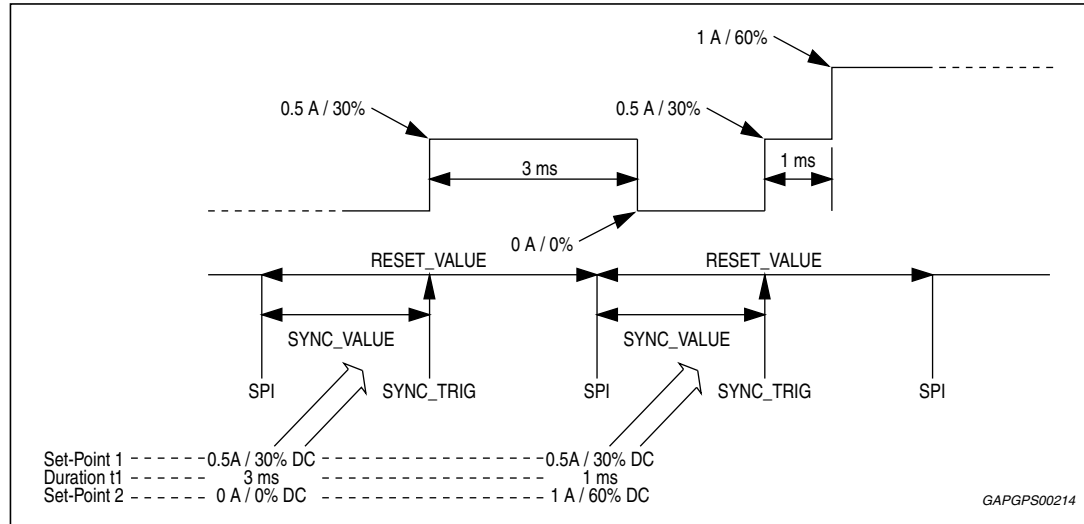 1 A / 60%
0.5 A / 30%
0.5 A / 30%
3 ms
1 ms
0 A / 0%
RESET_VALUE
RESET_VALUE
SYNC_VALUE
SYNC_VALUE
SPI
SYNC_TRIG
SPI
SYNC_TRIG
SPI
Set-Point 1 0.5A / 30% DC 0.5A / 30% DC
Duration t1 3 ms 1 ms
Set-Point 2 0 A / 0% DC 1 A / 60% DC
GAPGPS00214